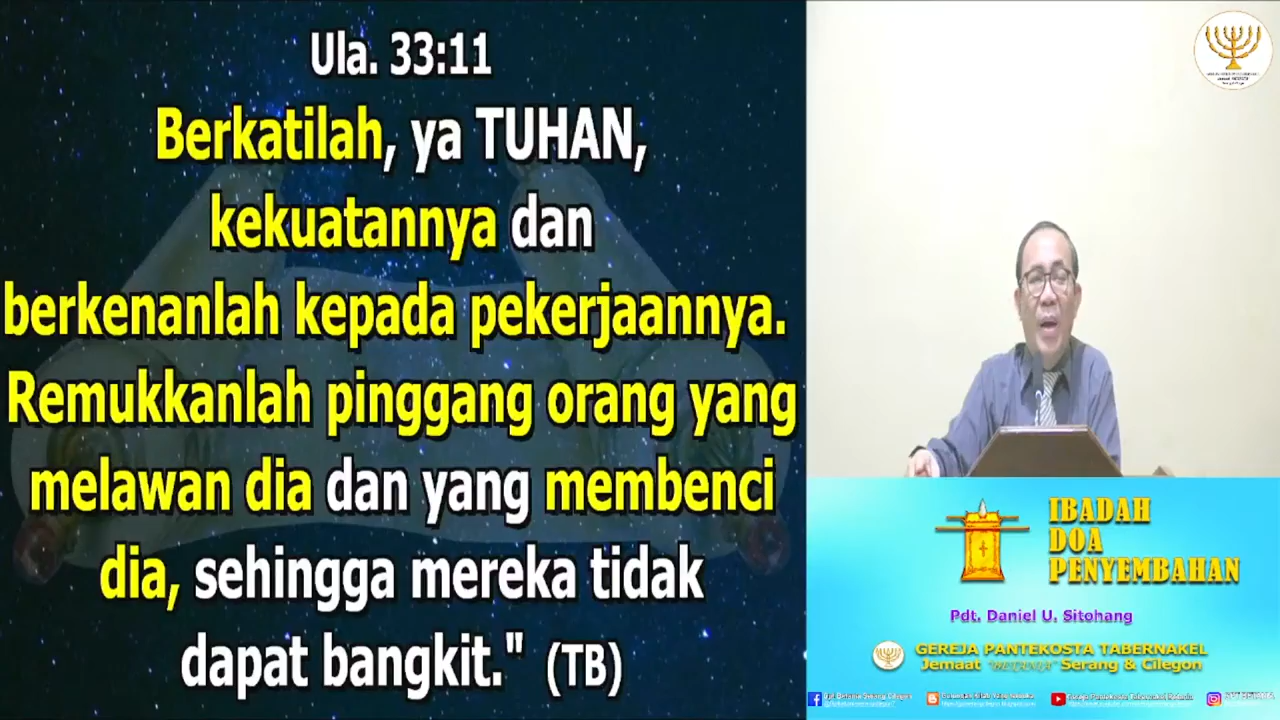 Ula. 33:11
Berkatilah, ya TUHAN,
kekuatannya dan
berkenanlah kepada pekerjaannya.
Remukkanlah pinggang orang yang
melawan dia dan yang membenci
dia, sehingga mereka tidak
dapat bangkit." (TB)
IBADAH
DOA
PENYEMBAHAN
Pdt. Daniel U. Sitohang
GEREJA PANTEKOSTA TABERNAKEL
Jemaat "BETANIA" Serang & Cilegon